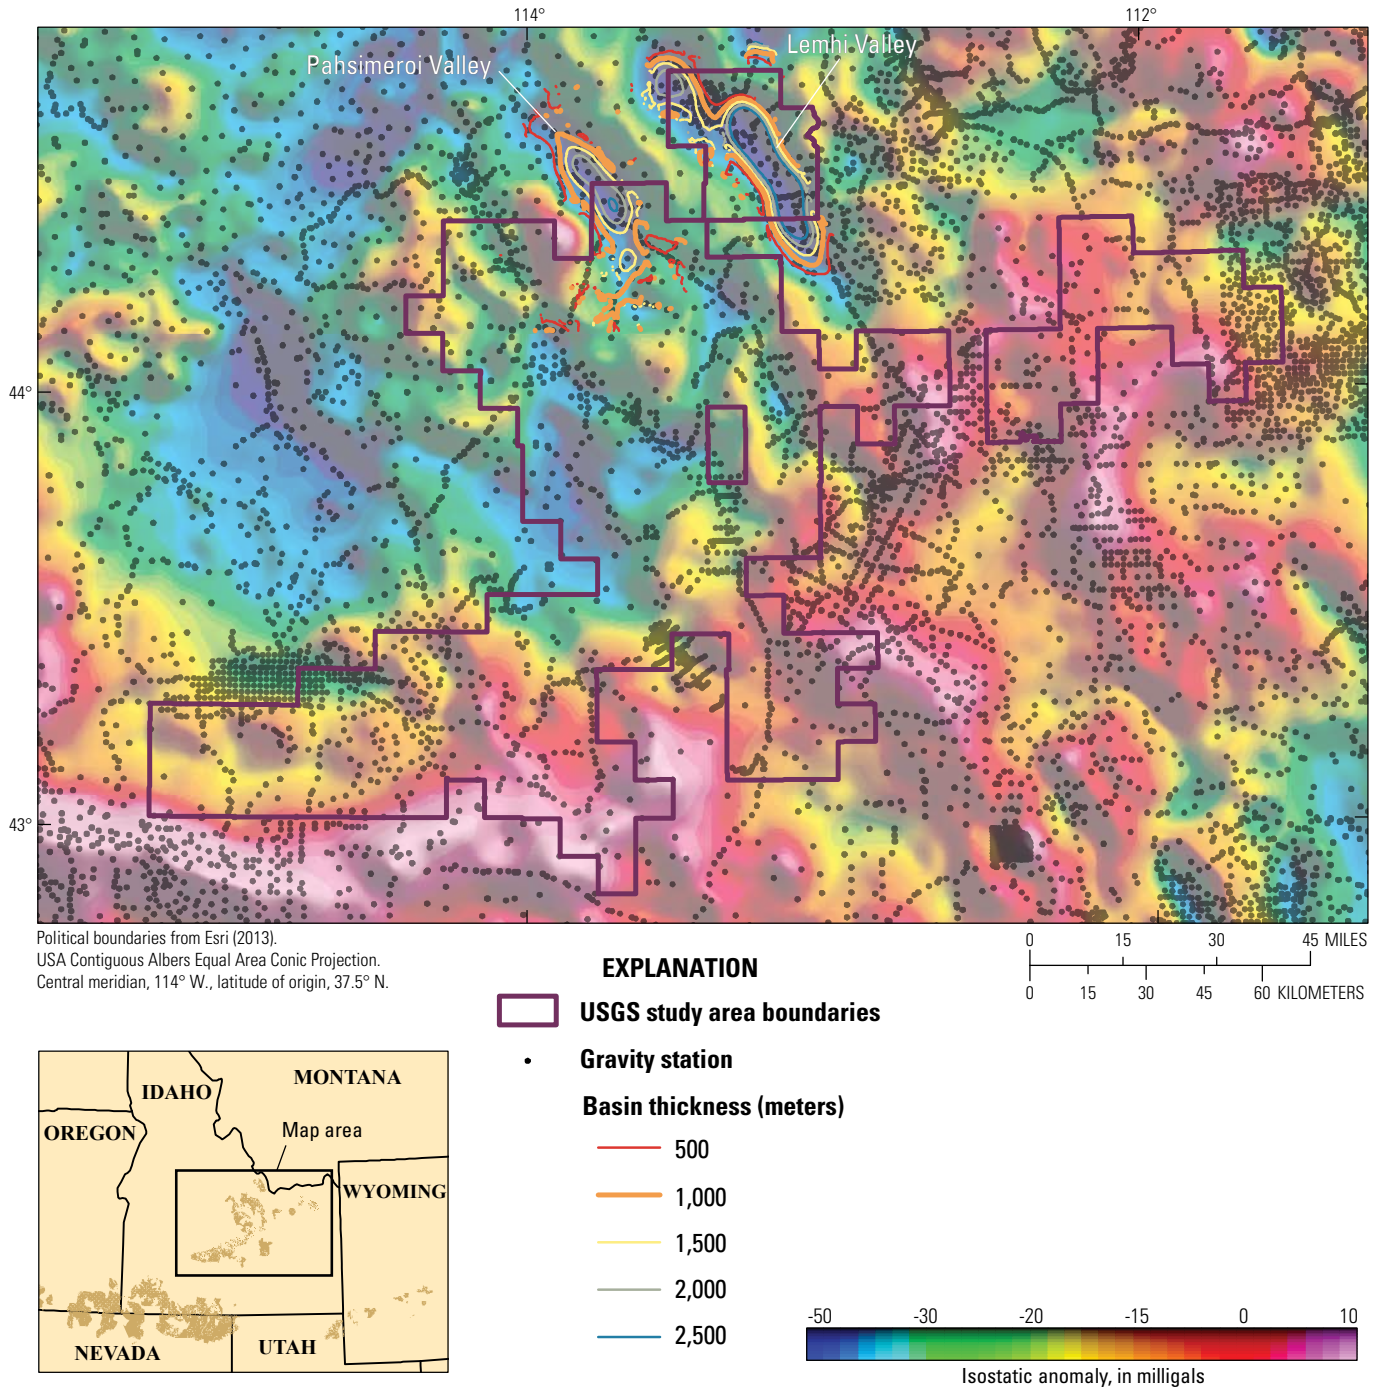 114°
112°
Pahsimeroi Valley
Lemhi Valley
44°
43°
Political boundaries from Esri (2013).
USA Contiguous Albers Equal Area Conic Projection.
Central meridian, 114° W., latitude of origin, 37.5° N.
0 15 30 45 MILES
0 15 30 45 60 KILOMETERS
EXPLANATION
USGS study area boundaries
Gravity station
Basin thickness (meters)
500
1,000
1,500
2,000
2,500
-50 -30 -20 -15 0 10
Isostatic anomaly, in milligals
MONTANA
IDAHO
OREGON
Map area
WYOMING
NEVADA
UTAH